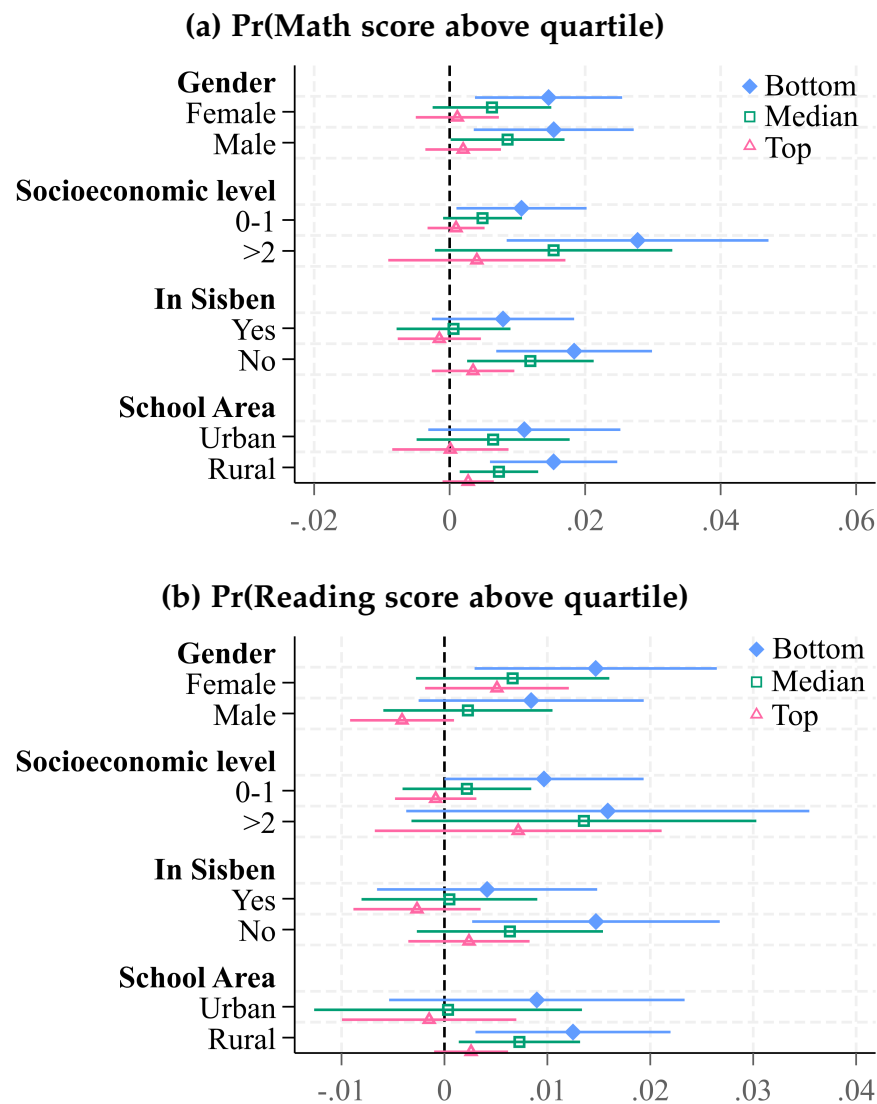 (a) Pr(Math score above quartile)
Gender
Bottom
Female
Median
Male
Top
Socioeconomic level
0-1
>2
In Sisben
Yes
No
School Area
Urban
Rural
-.02 0 .02 .04 .06
(b) Pr(Reading score above quartile)
Gender
Bottom
Female
Median
Male
Top
Socioeconomic level
0-1
>2
In Sisben
Yes
No
School Area
Urban
Rural
-.01 0 .01 .02 .03 .04